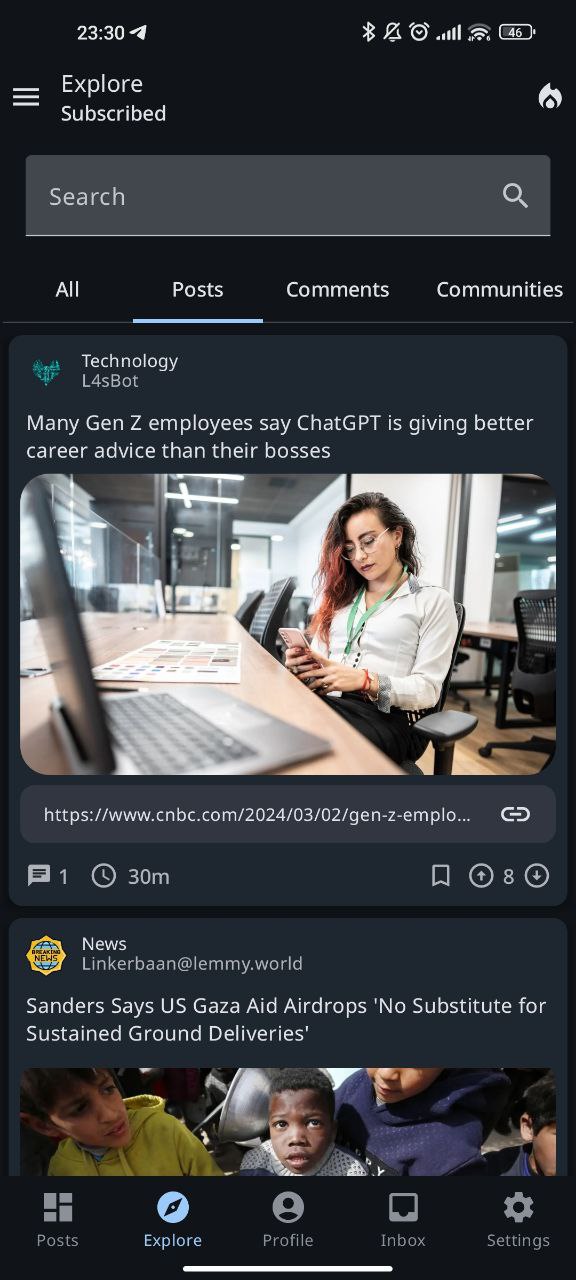 23:30
46
Explore
Subscribed
Search
All Posts Comments Communities
Technology
L4sBot
Many Gen Z employees say ChatGPT is giving better
career advice than their bosses
https://www.cnbc.com/2024/03/02/gen-z-emplo...
1 30m 8
BREAKING
NEWS
News
Linkerbaan@lemmy.world
Sanders Says US Gaza Aid Airdrops 'No Substitute for
Sustained Ground Deliveries'
Posts Explore Profile Inbox Settings